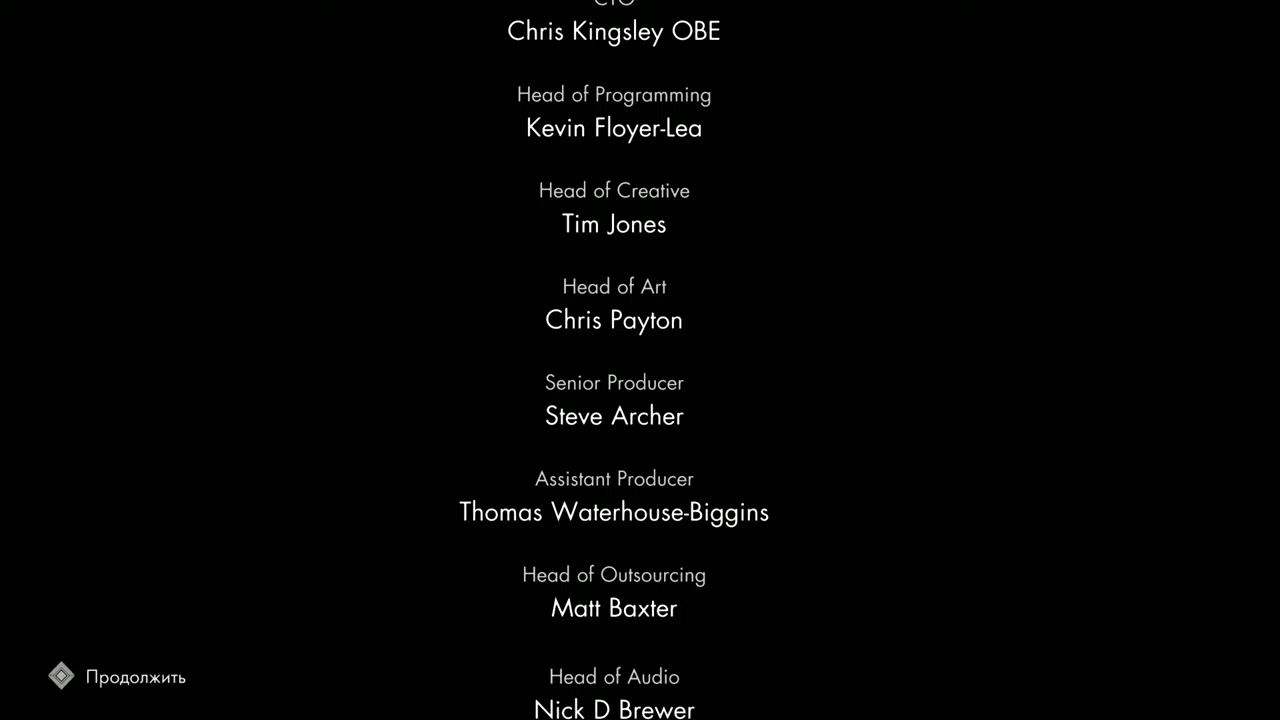 CTO
Chris Kingsley OBE
Head of Programming
Kevin Floyer-Lea
Head of Creative
Tim Jones
Head of Art
Chris Payton
Senior Producer
Steve Archer
Assistant Producer
Thomas Waterhouse-Biggins
Head of Outsourcing
Matt Baxter
Продолжить
Head of Audio
Nick D Brewer